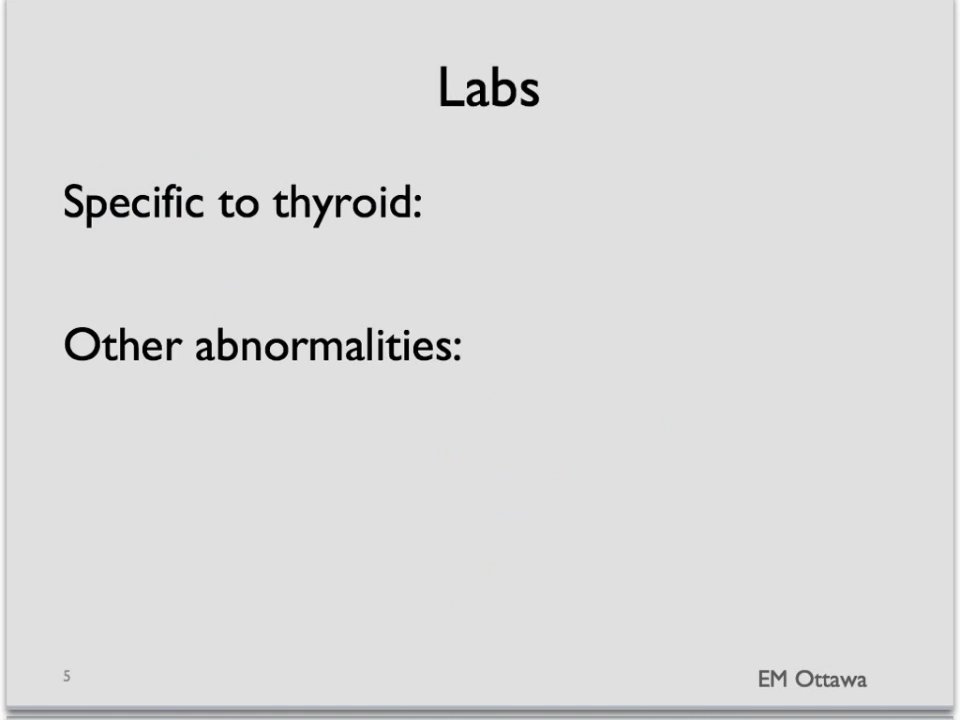 Labs
Specific to thyroid:
Other abnormalities:
5
EM Ottawa